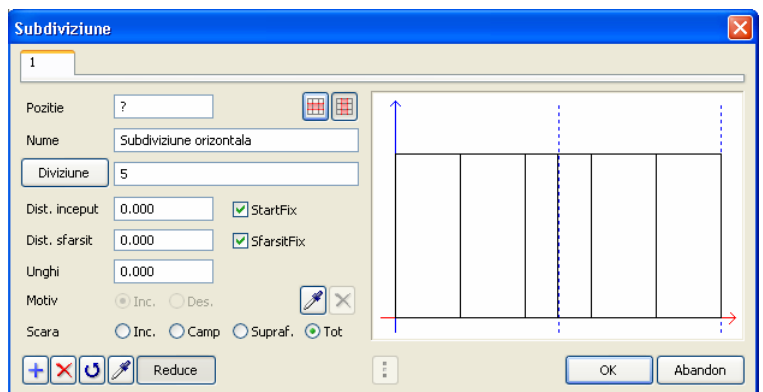 Subdiviziune
1
Pozitie ?
Nume Subdiviziune orizontala
Diviziune 5
Dist. inceput 0.000 StartFix
Dist. sfarsit 0.000 SfarsitFix
Unghi 0.000
Motiv Inc. Des.
Scara Inc. Camp Supraf. Tot
Reduce OK Abandon